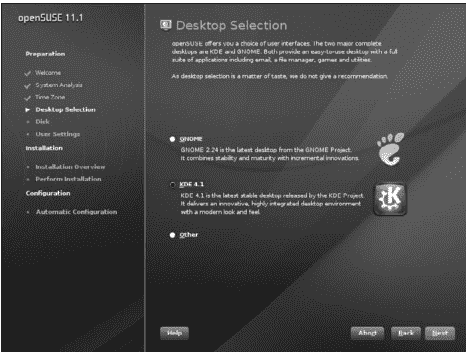 openSUSE 11.1
Preparation
Welcome
System Analysis
Time Zone
Desktop Selection
Disk
User Settings
Installation
Installation Overview
Perform Installation
Configuration
Automatic Configuration
Desktop Selection
openSUSE offers you a choice of user interfaces. The two major complete
desktops are KDE and GNOME. Both provide an easy-to-use desktop with a full
suite of applications including email, a file manager, games and utilities.
As desktop selection is a matter of taste, we do not give a recommendation.
GNOME
GNOME 2.24 is the latest desktop from the GNOME Project.
It combines stability and maturity with incremental innovations.
KDE 4.1
KDE 4.1 is the latest stable desktop released by the KDE Project.
It delivers an innovative, highly integrated desktop environment
with a modern look and feel.
Other
Help
Abort
Back
Next